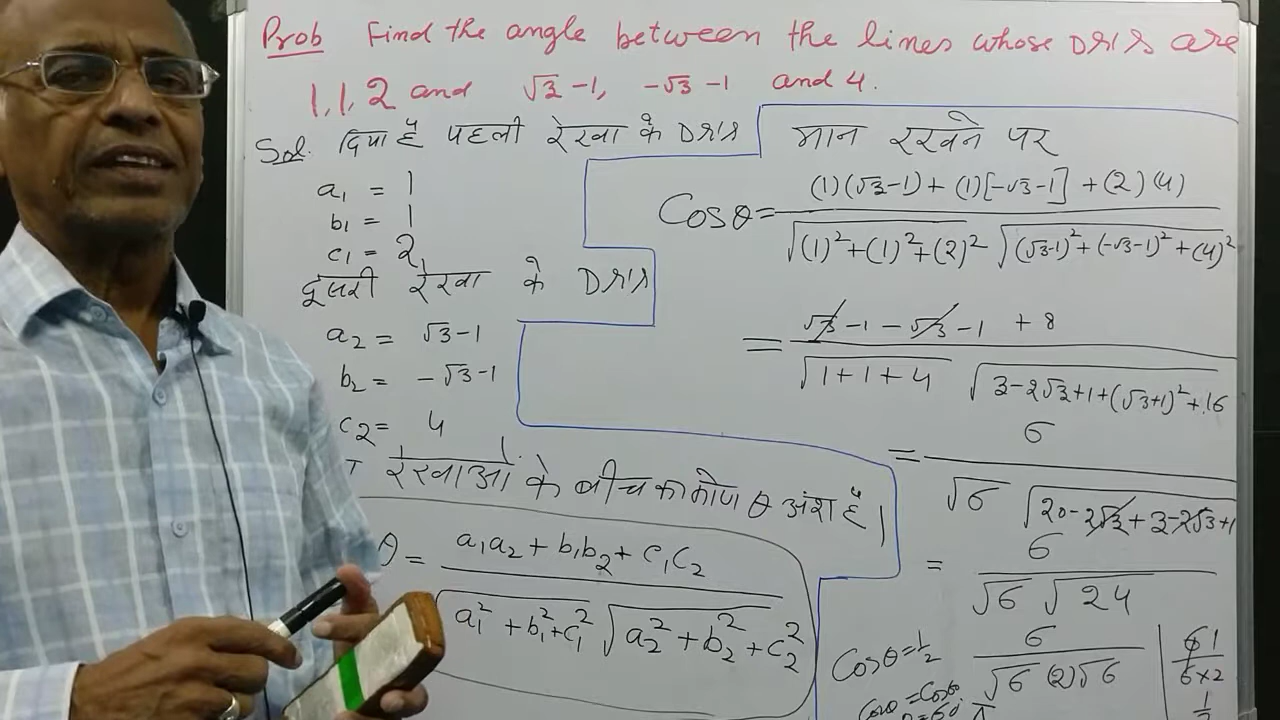 Prob Find the angle between the lines whose DR's are
1, 1, 2 and √3 -1, -√3 -1 and 4.
Sol. दिया है पहली रेखा के DR's
a₁ = 1
b₁ = 1
c₁ = 2,
दूसरी रेखा के DR's
a₂ = √3-1
b₂ = -√3-1
c₂ = 4
रेखाओं के बीच का कोण θ अंश है।
θ = (a₁a₂ + b₁b₂ + c₁c₂) / (√(a₁² + b₁² + c₁²) √(a₂² + b₂² + c₂²))
मान रखने पर
Cosθ = ((1)(√3-1) + (1)[-√3-1] + (2)(4)) / (√((1)²+(1)²+(2)²) √((√3-1)²+(-√3-1)²+(4)²))
= (√3 -1 -√3 -1 +8) / (√(1+1+4) √(3-2√3+1+(√3+1)²+16))
= 6 / (√6 √(20-2√3+3-2√3+1))
= 6 / (√6 √24)
Cosθ=1/2
6 / (√6 (2)√6)
61 / 6×2